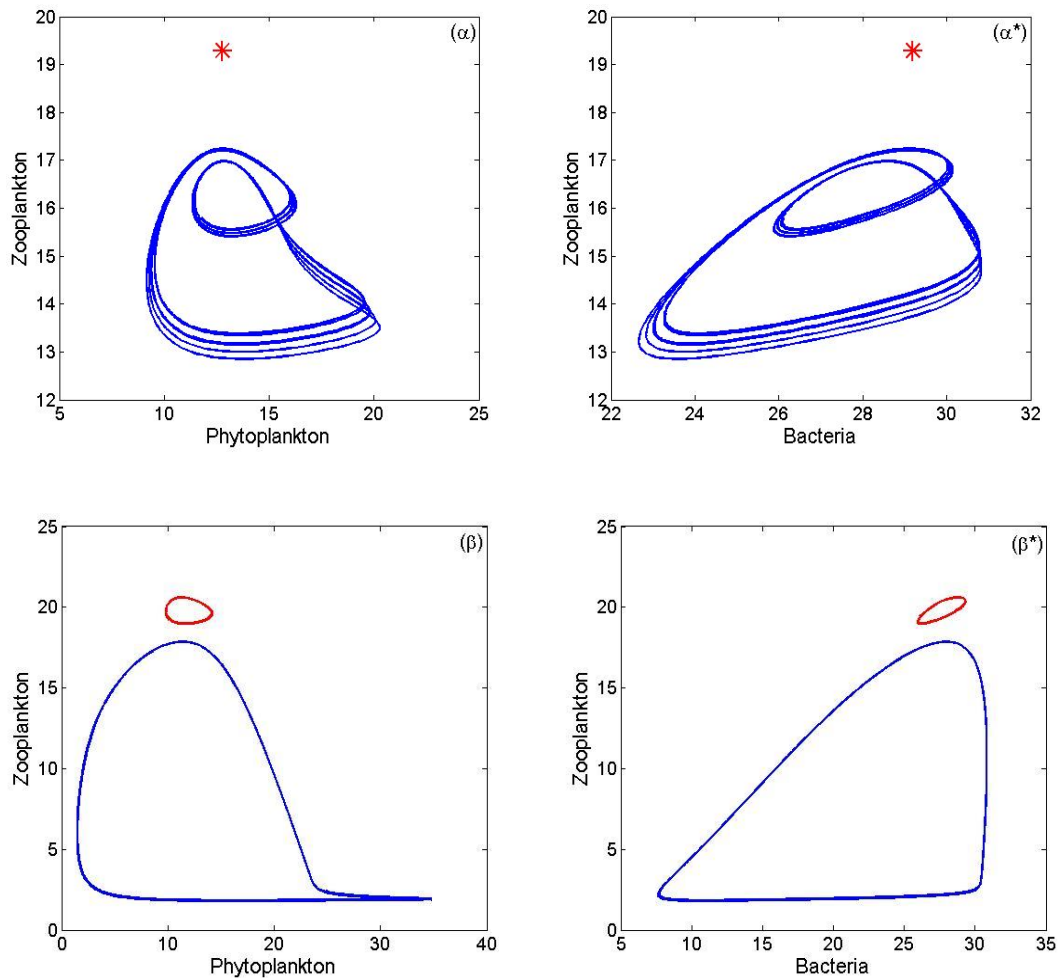 (α)
20
19
18
17
16
15
14
13
12
Zooplankton
5 10 15 20 25
Phytoplankton
(α*)
20
19
18
17
16
15
14
13
12
Zooplankton
22 24 26 28 30 32
Bacteria
(β)
25
20
15
10
5
0
Zooplankton
0 10 20 30 40
Phytoplankton
(β*)
25
20
15
10
5
0
Zooplankton
5 10 15 20 25 30 35
Bacteria